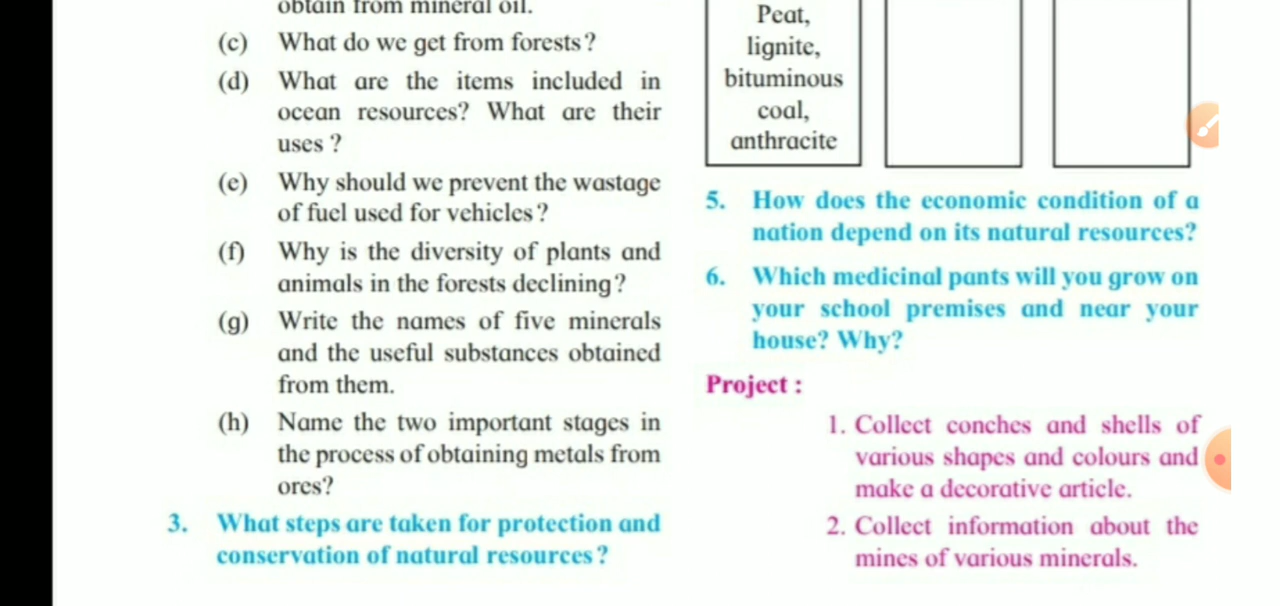 obtain from mineral oil.
(c) What do we get from forests?
(d) What are the items included in
ocean resources? What are their
uses ?
(e) Why should we prevent the wastage
of fuel used for vehicles?
(f) Why is the diversity of plants and
animals in the forests declining?
(g) Write the names of five minerals
and the useful substances obtained
from them.
(h) Name the two important stages in
the process of obtaining metals from
ores?
3. What steps are taken for protection and
conservation of natural resources?
Peat,
lignite,
bituminous
coal,
anthracite
5. How does the economic condition of a
nation depend on its natural resources?
6. Which medicinal pants will you grow on
your school premises and near your
house? Why?
Project :
1. Collect conches and shells of
various shapes and colours and
make a decorative article.
2. Collect information about the
mines of various minerals.